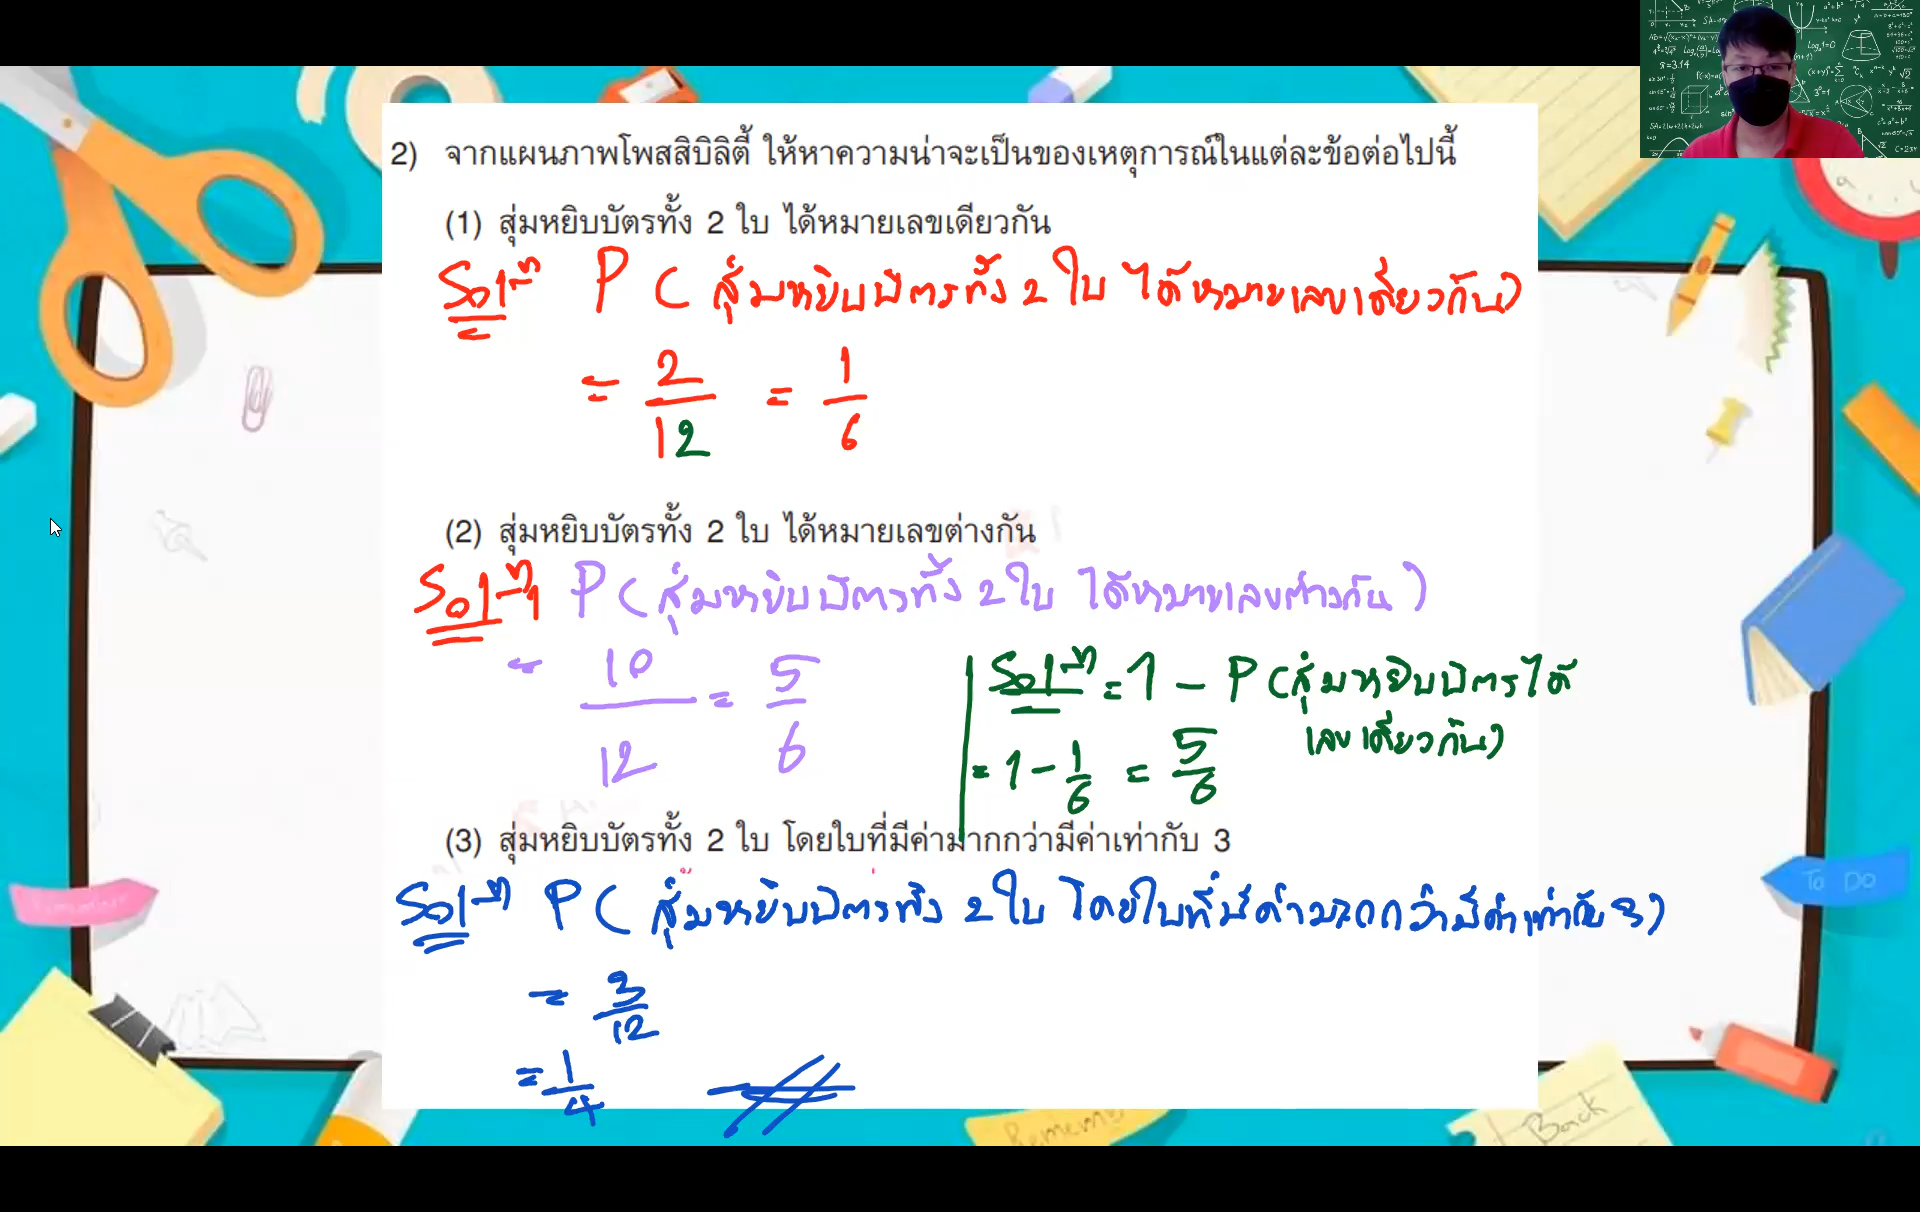 2) จากแผนภาพโพสสิบิลิตี้ ให้หาความน่าจะเป็นของเหตุการณ์ในแต่ละข้อต่อไปนี้
(1) สุ่มหยิบบัตรทั้ง 2 ใบ ได้หมายเลขเดียวกัน
Solⁿ P ( สุ่มหยิบบัตรทั้ง 2 ใบ ได้หมายเลขเดียวกัน)
= 2/12 = 1/6
(2) สุ่มหยิบบัตรทั้ง 2 ใบ ได้หมายเลขต่างกัน
Solⁿ P ( สุ่มหยิบบัตรทั้ง 2 ใบ ได้หมายเลขต่างกัน )
= 10/12 = 5/6
Solⁿ = 1 - P (สุ่มหยิบบัตรได้
เลขเดียวกัน)
= 1 - 1/6 = 5/6
(3) สุ่มหยิบบัตรทั้ง 2 ใบ โดยใบที่มีค่ามากกว่ามีค่าเท่ากับ 3
Solⁿ P ( สุ่มหยิบบัตรทั้ง 2 ใบ โดยใบที่มีค่ามากกว่ามีค่าเท่ากับ 3)
= 3/12
= 1/4
To Do
Back